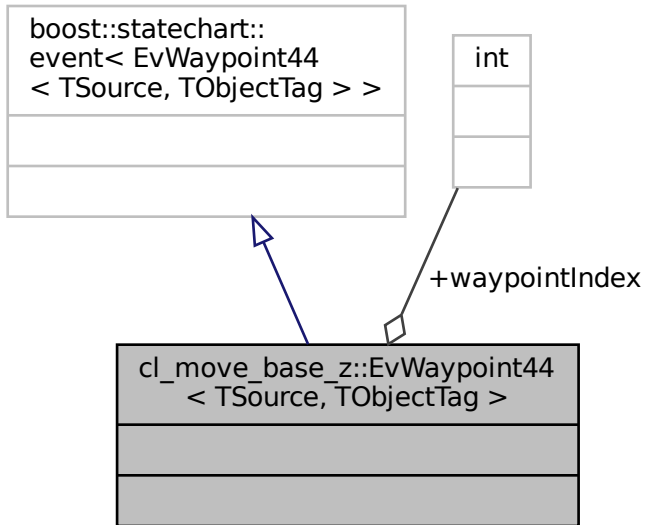 boost::statechart::
event< EvWaypoint44
< TSource, TObjectTag > >
int
+waypointIndex
cl_move_base_z::EvWaypoint44
< TSource, TObjectTag >